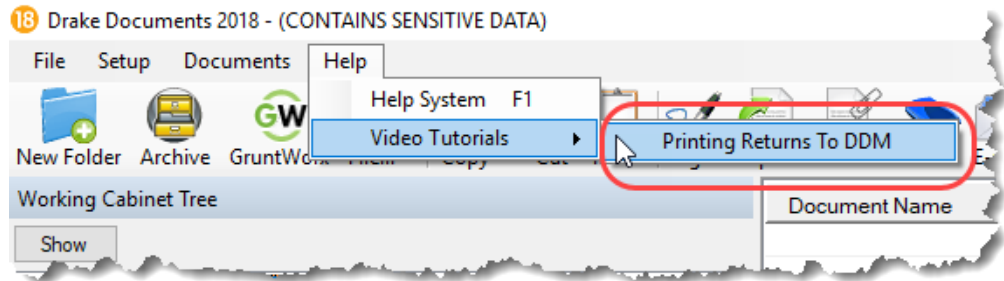 18 Drake Documents 2018 - (CONTAINS SENSITIVE DATA)
File Setup Documents Help
Help System F1
GW
Video Tutorials Printing Returns To DDM
New Folder Archive
Working Cabinet Tree Document Name
Show